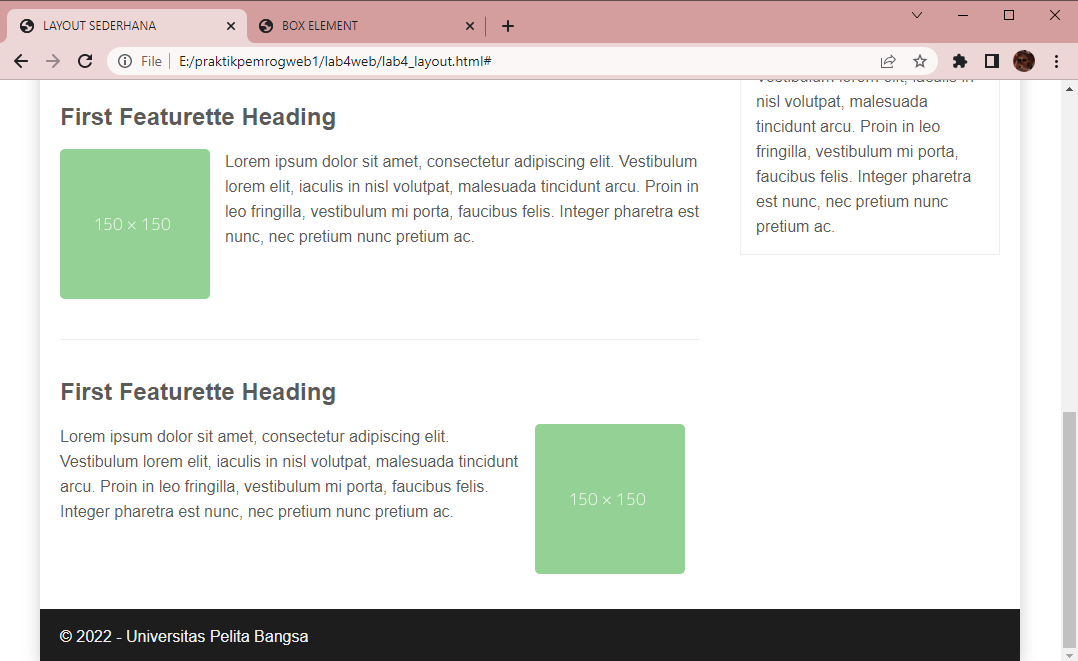 LAYOUT SEDERHANA
BOX ELEMENT
File
E:/praktikpemrogweb1/lab4web/lab4_layout.html#
First Featurette Heading
150 × 150
Lorem ipsum dolor sit amet, consectetur adipiscing elit. Vestibulum
lorem elit, iaculis in nisl volutpat, malesuada tincidunt arcu. Proin in
leo fringilla, vestibulum mi porta, faucibus felis. Integer pharetra est
nunc, nec pretium nunc pretium ac.
First Featurette Heading
Lorem ipsum dolor sit amet, consectetur adipiscing elit.
Vestibulum lorem elit, iaculis in nisl volutpat, malesuada tincidunt
arcu. Proin in leo fringilla, vestibulum mi porta, faucibus felis.
Integer pharetra est nunc, nec pretium nunc pretium ac.
150 × 150
Vestibulum lorem elit, iaculis in
nisl volutpat, malesuada
tincidunt arcu. Proin in leo
fringilla, vestibulum mi porta,
faucibus felis. Integer pharetra
est nunc, nec pretium nunc
pretium ac.
© 2022 - Universitas Pelita Bangsa